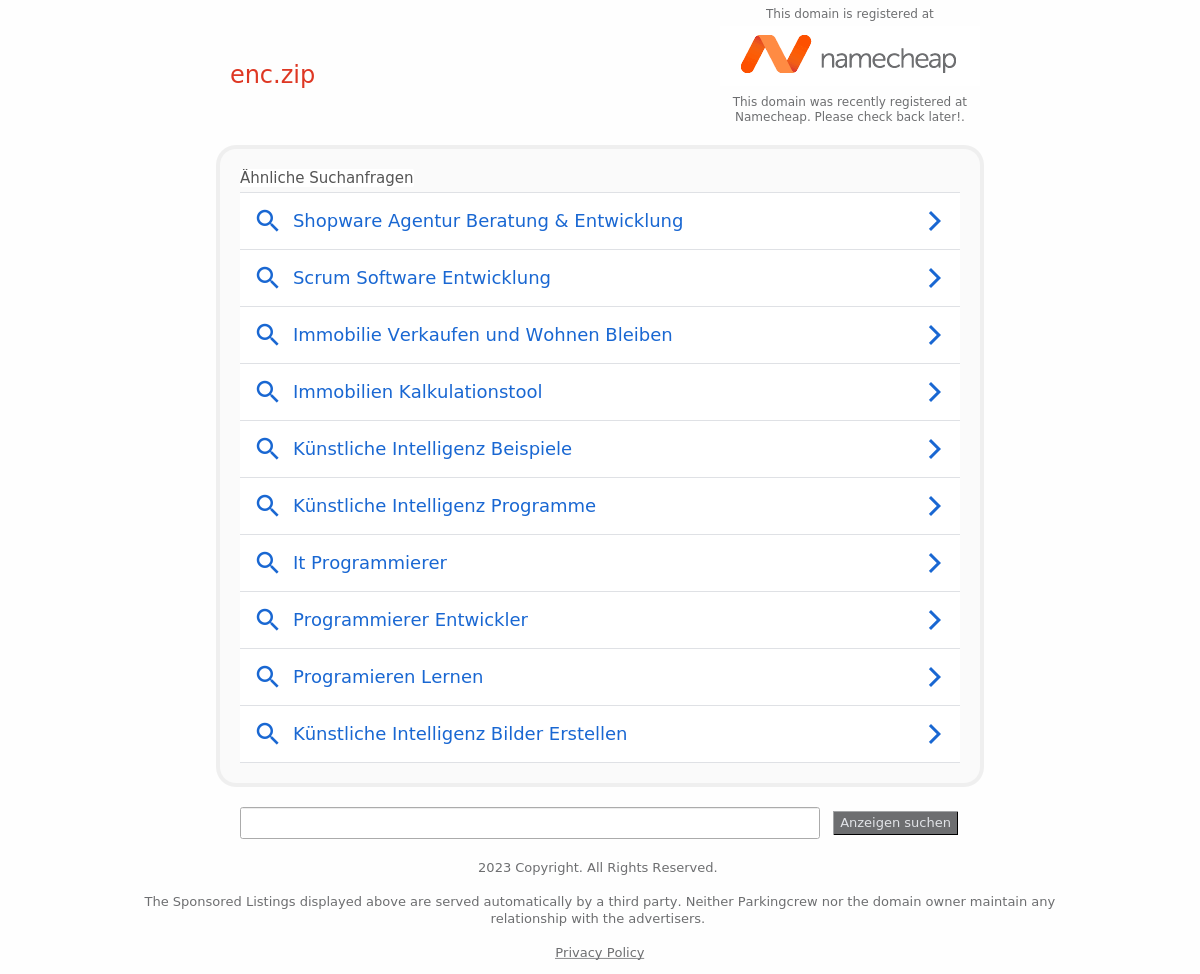 This domain is registered at
namecheap
enc.zip
This domain was recently registered at
Namecheap. Please check back later!.
Ähnliche Suchanfragen
Shopware Agentur Beratung & Entwicklung
Scrum Software Entwicklung
Immobilie Verkaufen und Wohnen Bleiben
Immobilien Kalkulationstool
Künstliche Intelligenz Beispiele
Künstliche Intelligenz Programme
It Programmierer
Programmierer Entwickler
Programieren Lernen
Künstliche Intelligenz Bilder Erstellen
Anzeigen suchen
2023 Copyright. All Rights Reserved.
The Sponsored Listings displayed above are served automatically by a third party. Neither Parkingcrew nor the domain owner maintain any
relationship with the advertisers.
Privacy Policy